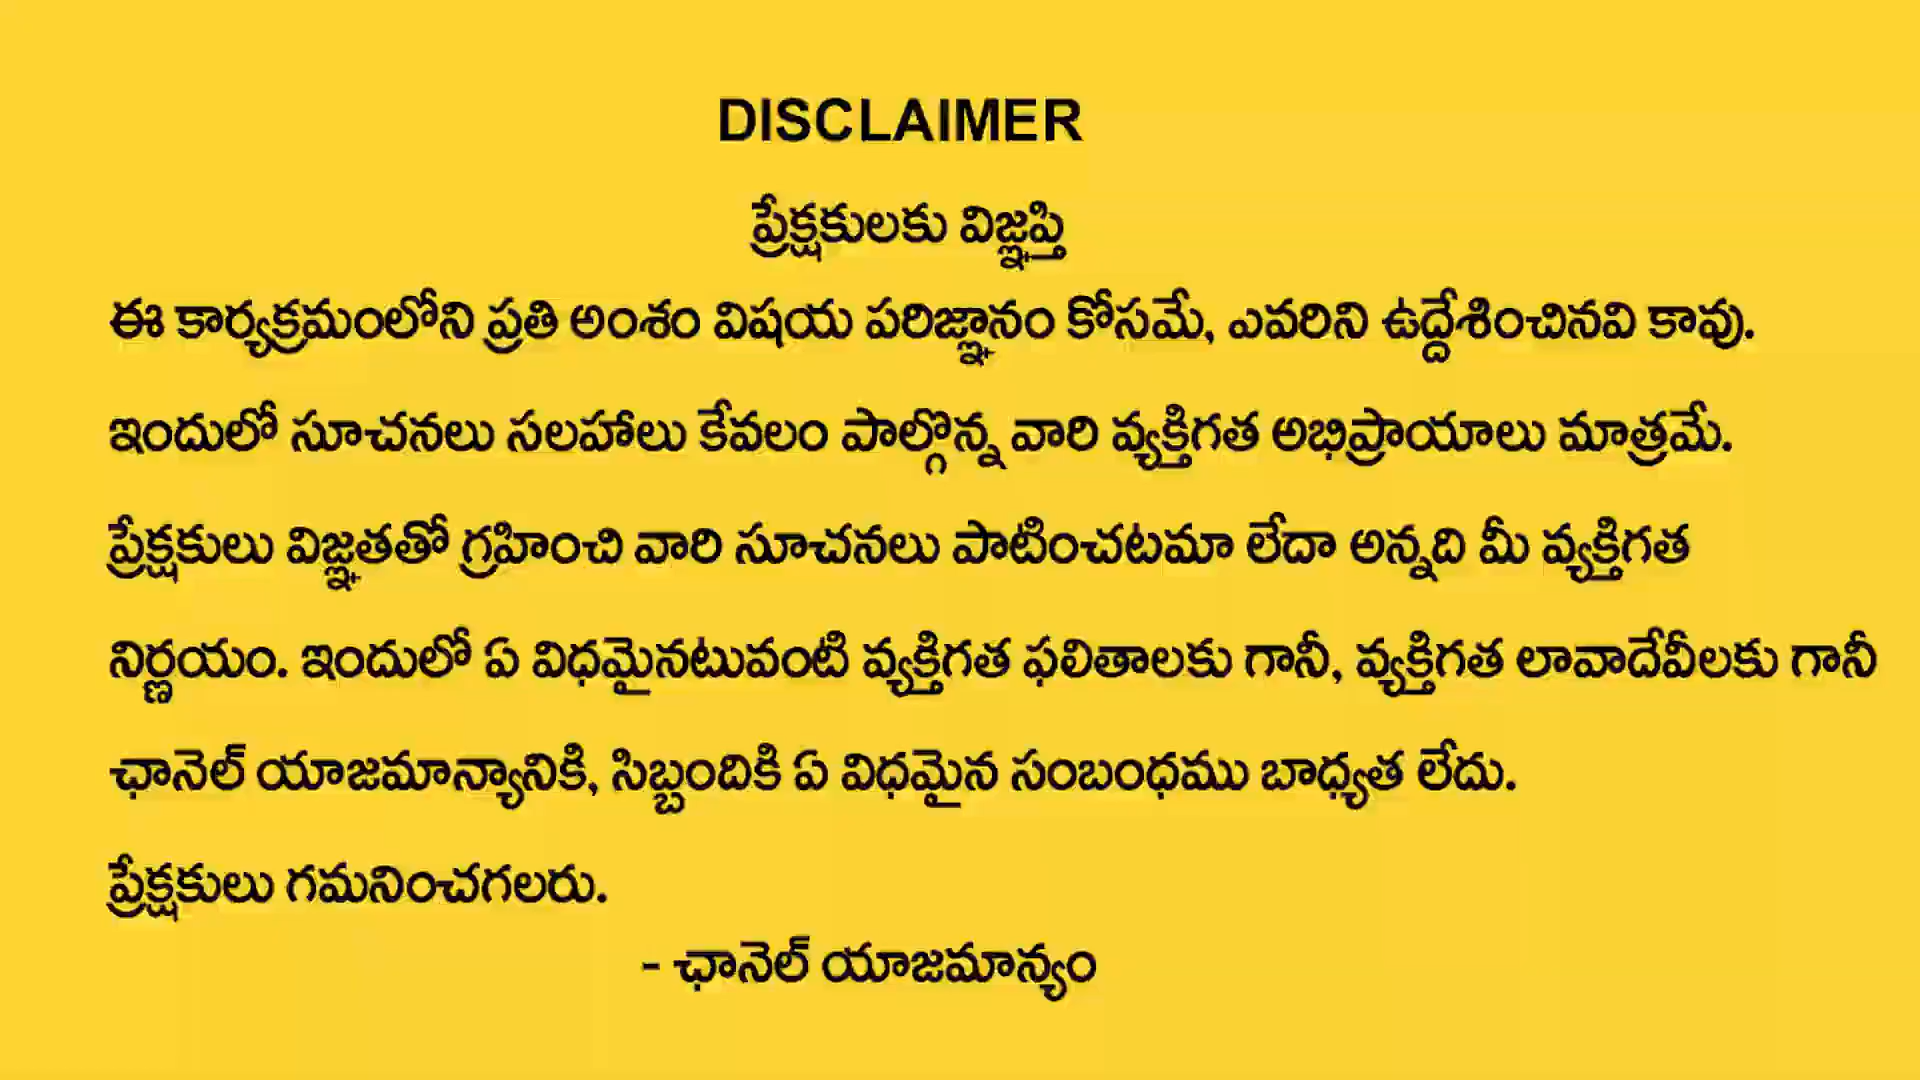 DISCLAIMER
ప్రేక్షకులకు విజ్ఞప్తి
ఈ కార్యక్రమంలోని ప్రతి అంశం విషయ పరిజ్ఞానం కోసమే, ఎవరిని ఉద్దేశించినవి కావు.
ఇందులో సూచనలు సలహాలు కేవలం పాల్గొన్న వారి వ్యక్తిగత అభిప్రాయాలు మాత్రమే.
ప్రేక్షకులు విజ్ఞతతో గ్రహించి వారి సూచనలు పాటించటమా లేదా అన్నది మీ వ్యక్తిగత
నిర్ణయం. ఇందులో ఏ విధమైనటువంటి వ్యక్తిగత ఫలితాలకు గానీ, వ్యక్తిగత లావాదేవీలకు గానీ
ఛానెల్ యాజమాన్యానికి, సిబ్బందికి ఏ విధమైన సంబంధము బాధ్యత లేదు.
ప్రేక్షకులు గమనించగలరు.
- ఛానెల్ యాజమాన్యం